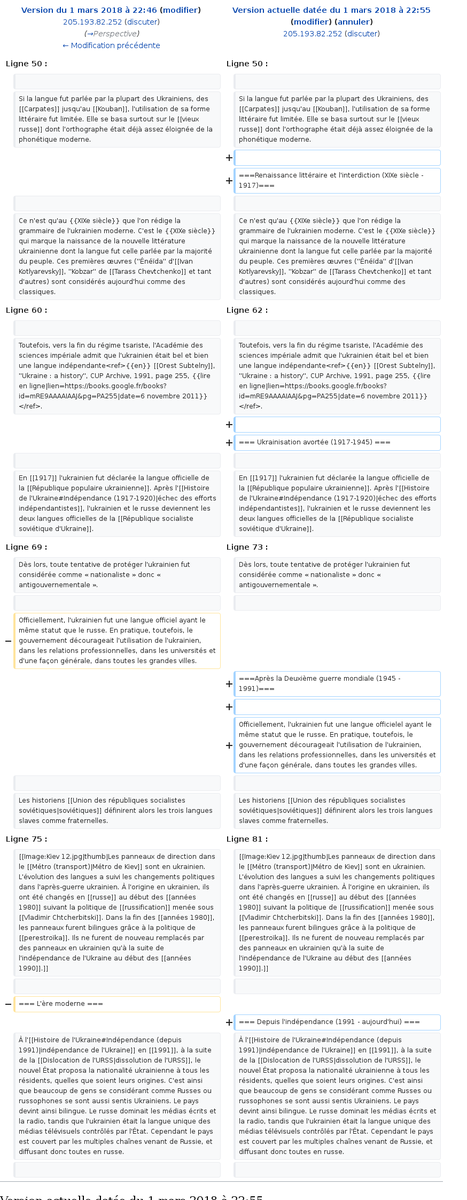 Version du 1 mars 2018 à 22:46 (modifier)
205.193.82.252 (discuter)
(→Perspective)
← Modification précédente
Version actuelle datée du 1 mars 2018 à 22:55
(modifier) (annuler)
205.193.82.252 (discuter)
Ligne 50 :
Ligne 50 :
Si la langue fut parlée par la plupart des Ukrainiens, des
[[Carpates]] jusqu'au [[Kouban]], l'utilisation de sa forme
littéraire fut limitée. Elle se basa surtout sur le [[vieux
russe]] dont l'orthographe était déjà assez éloignée de la
phonétique moderne.
Si la langue fut parlée par la plupart des Ukrainiens, des
[[Carpates]] jusqu'au [[Kouban]], l'utilisation de sa forme
littéraire fut limitée. Elle se basa surtout sur le [[vieux
russe]] dont l'orthographe était déjà assez éloignée de la
phonétique moderne.
+
+ ===Renaissance littéraire et l'interdiction (XIXe siècle -
1917)===
Ce n'est qu'au {{XIXe siècle}} que l'on rédige la
grammaire de l'ukrainien moderne. C'est le {{XIXe siècle}}
qui marque la naissance de la nouvelle littérature
ukrainienne dont la langue fut celle parlée par la majorité
du peuple. Ces premières œuvres (''Énéïda'' d'[[Ivan
Kotlyarevsky]], ''Kobzar'' de [[Tarass Chevtchenko]] et tant
d'autres) sont considérés aujourd'hui comme des
classiques.
Ce n'est qu'au {{XIXe siècle}} que l'on rédige la
grammaire de l'ukrainien moderne. C'est le {{XIXe siècle}}
qui marque la naissance de la nouvelle littérature
ukrainienne dont la langue fut celle parlée par la majorité
du peuple. Ces premières œuvres (''Énéïda'' d'[[Ivan
Kotlyarevsky]], ''Kobzar'' de [[Tarass Chevtchenko]] et tant
d'autres) sont considérés aujourd'hui comme des
classiques.
Ligne 60 :
Ligne 62 :
Toutefois, vers la fin du régime tsariste, l'Académie des
sciences impériale admit que l'ukrainien était bel et bien
une langue indépendante<ref>{{en}} [[Orest Subtelny]],
''Ukraine : a history'', CUP Archive, 1991, page 255, {{lire
en ligne|lien=https://books.google.fr/books?
id=mRE9AAAAIAAJ&pg=PA255|date=6 novembre 2011}}
</ref>.
Toutefois, vers la fin du régime tsariste, l'Académie des
sciences impériale admit que l'ukrainien était bel et bien
une langue indépendante<ref>{{en}} [[Orest Subtelny]],
''Ukraine : a history'', CUP Archive, 1991, page 255, {{lire
en ligne|lien=https://books.google.fr/books?
id=mRE9AAAAIAAJ&pg=PA255|date=6 novembre 2011}}
</ref>.
+
+ === Ukrainisation avortée (1917-1945) ===
En [[1917]] l'ukrainien fut déclarée la langue officielle de
la [[République populaire ukrainienne]]. Après l'[[Histoire
de l'Ukraine#Indépendance (1917-1920)|échec des efforts
indépendantistes]], l'ukrainien et le russe deviennent les
deux langues officielles de la [[République socialiste
soviétique d'Ukraine]].
En [[1917]] l'ukrainien fut déclarée la langue officielle de
la [[République populaire ukrainienne]]. Après l'[[Histoire
de l'Ukraine#Indépendance (1917-1920)|échec des efforts
indépendantistes]], l'ukrainien et le russe deviennent les
deux langues officielles de la [[République socialiste
soviétique d'Ukraine]].
Ligne 69 :
Ligne 73 :
Dès lors, toute tentative de protéger l'ukrainien fut
considérée comme « nationaliste » donc «
antigouvernementale ».
Dès lors, toute tentative de protéger l'ukrainien fut
considérée comme « nationaliste » donc «
antigouvernementale ».
− Officiellement, l'ukrainien fut une langue officiel ayant le
même statut que le russe. En pratique, toutefois, le
gouvernement décourageait l'utilisation de l'ukrainien,
dans les relations professionnelles, dans les universités et
d'une façon générale, dans toutes les grandes villes.
+ ===Après la Deuxième guerre mondiale (1945 -
1991)===
+
+ Officiellement, l'ukrainien fut une langue officielel ayant le
même statut que le russe. En pratique, toutefois, le
gouvernement décourageait l'utilisation de l'ukrainien,
dans les relations professionnelles, dans les universités et
d'une façon générale, dans toutes les grandes villes.
Les historiens [[Union des républiques socialistes
soviétiques|soviétiques]] définirent alors les trois langues
slaves comme fraternelles.
Les historiens [[Union des républiques socialistes
soviétiques|soviétiques]] définirent alors les trois langues
slaves comme fraternelles.
Ligne 75 :
Ligne 81 :
[[Image:Kiev 12.jpg|thumb|Les panneaux de direction dans
le [[Métro (transport)|Métro de Kiev]] sont en ukrainien.
L'évolution des langues a suivi les changements politiques
dans l'après-guerre ukrainien. À l'origine en ukrainien, ils
ont été changés en [[russe]] au début des [[années
1980]] suivant la politique de [[russification]] menée sous
[[Vladimir Chtcherbitski]]. Dans la fin des [[années 1980]],
les panneaux furent bilingues grâce à la politique de
[[perestroïka]]. Ils ne furent de nouveau remplacés par
des panneaux en ukrainien qu'à la suite de
l'indépendance de l'Ukraine au début des [[années
1990]].]]
[[Image:Kiev 12.jpg|thumb|Les panneaux de direction dans
le [[Métro (transport)|Métro de Kiev]] sont en ukrainien.
L'évolution des langues a suivi les changements politiques
dans l'après-guerre ukrainien. À l'origine en ukrainien, ils
ont été changés en [[russe]] au début des [[années
1980]] suivant la politique de [[russification]] menée sous
[[Vladimir Chtcherbitski]]. Dans la fin des [[années 1980]],
les panneaux furent bilingues grâce à la politique de
[[perestroïka]]. Ils ne furent de nouveau remplacés par
des panneaux en ukrainien qu'à la suite de
l'indépendance de l'Ukraine au début des [[années
1990]].]]
− === L'ère moderne ===
+ === Depuis l'indépendance (1991 - aujourd'hui) ===
À l'[[Histoire de l'Ukraine#Indépendance (depuis
1991)|indépendance de l'Ukraine]] en [[1991]], à la suite
de la [[Dislocation de l'URSS|dissolution de l'URSS]], le
nouvel État proposa la nationalité ukrainienne à tous les
résidents, quelles que soient leurs origines. C'est ainsi
que beaucoup de gens se considérant comme Russes ou
russophones se sont aussi sentis Ukrainiens. Le pays
devint ainsi bilingue. Le russe dominait les médias écrits et
la radio, tandis que l'ukrainien était la langue unique des
médias télévisuels contrôlés par l'État. Cependant le pays
est couvert par les multiples chaînes venant de Russie, et
diffusant donc toutes en russe.
À l'[[Histoire de l'Ukraine#Indépendance (depuis
1991)|indépendance de l'Ukraine]] en [[1991]], à la suite
de la [[Dislocation de l'URSS|dissolution de l'URSS]], le
nouvel État proposa la nationalité ukrainienne à tous les
résidents, quelles que soient leurs origines. C'est ainsi
que beaucoup de gens se considérant comme Russes ou
russophones se sont aussi sentis Ukrainiens. Le pays
devint ainsi bilingue. Le russe dominait les médias écrits et
la radio, tandis que l'ukrainien était la langue unique des
médias télévisuels contrôlés par l'État. Cependant le pays
est couvert par les multiples chaînes venant de Russie, et
diffusant donc toutes en russe.
Version actuelle datée du 1 mars 2018 à 22:55